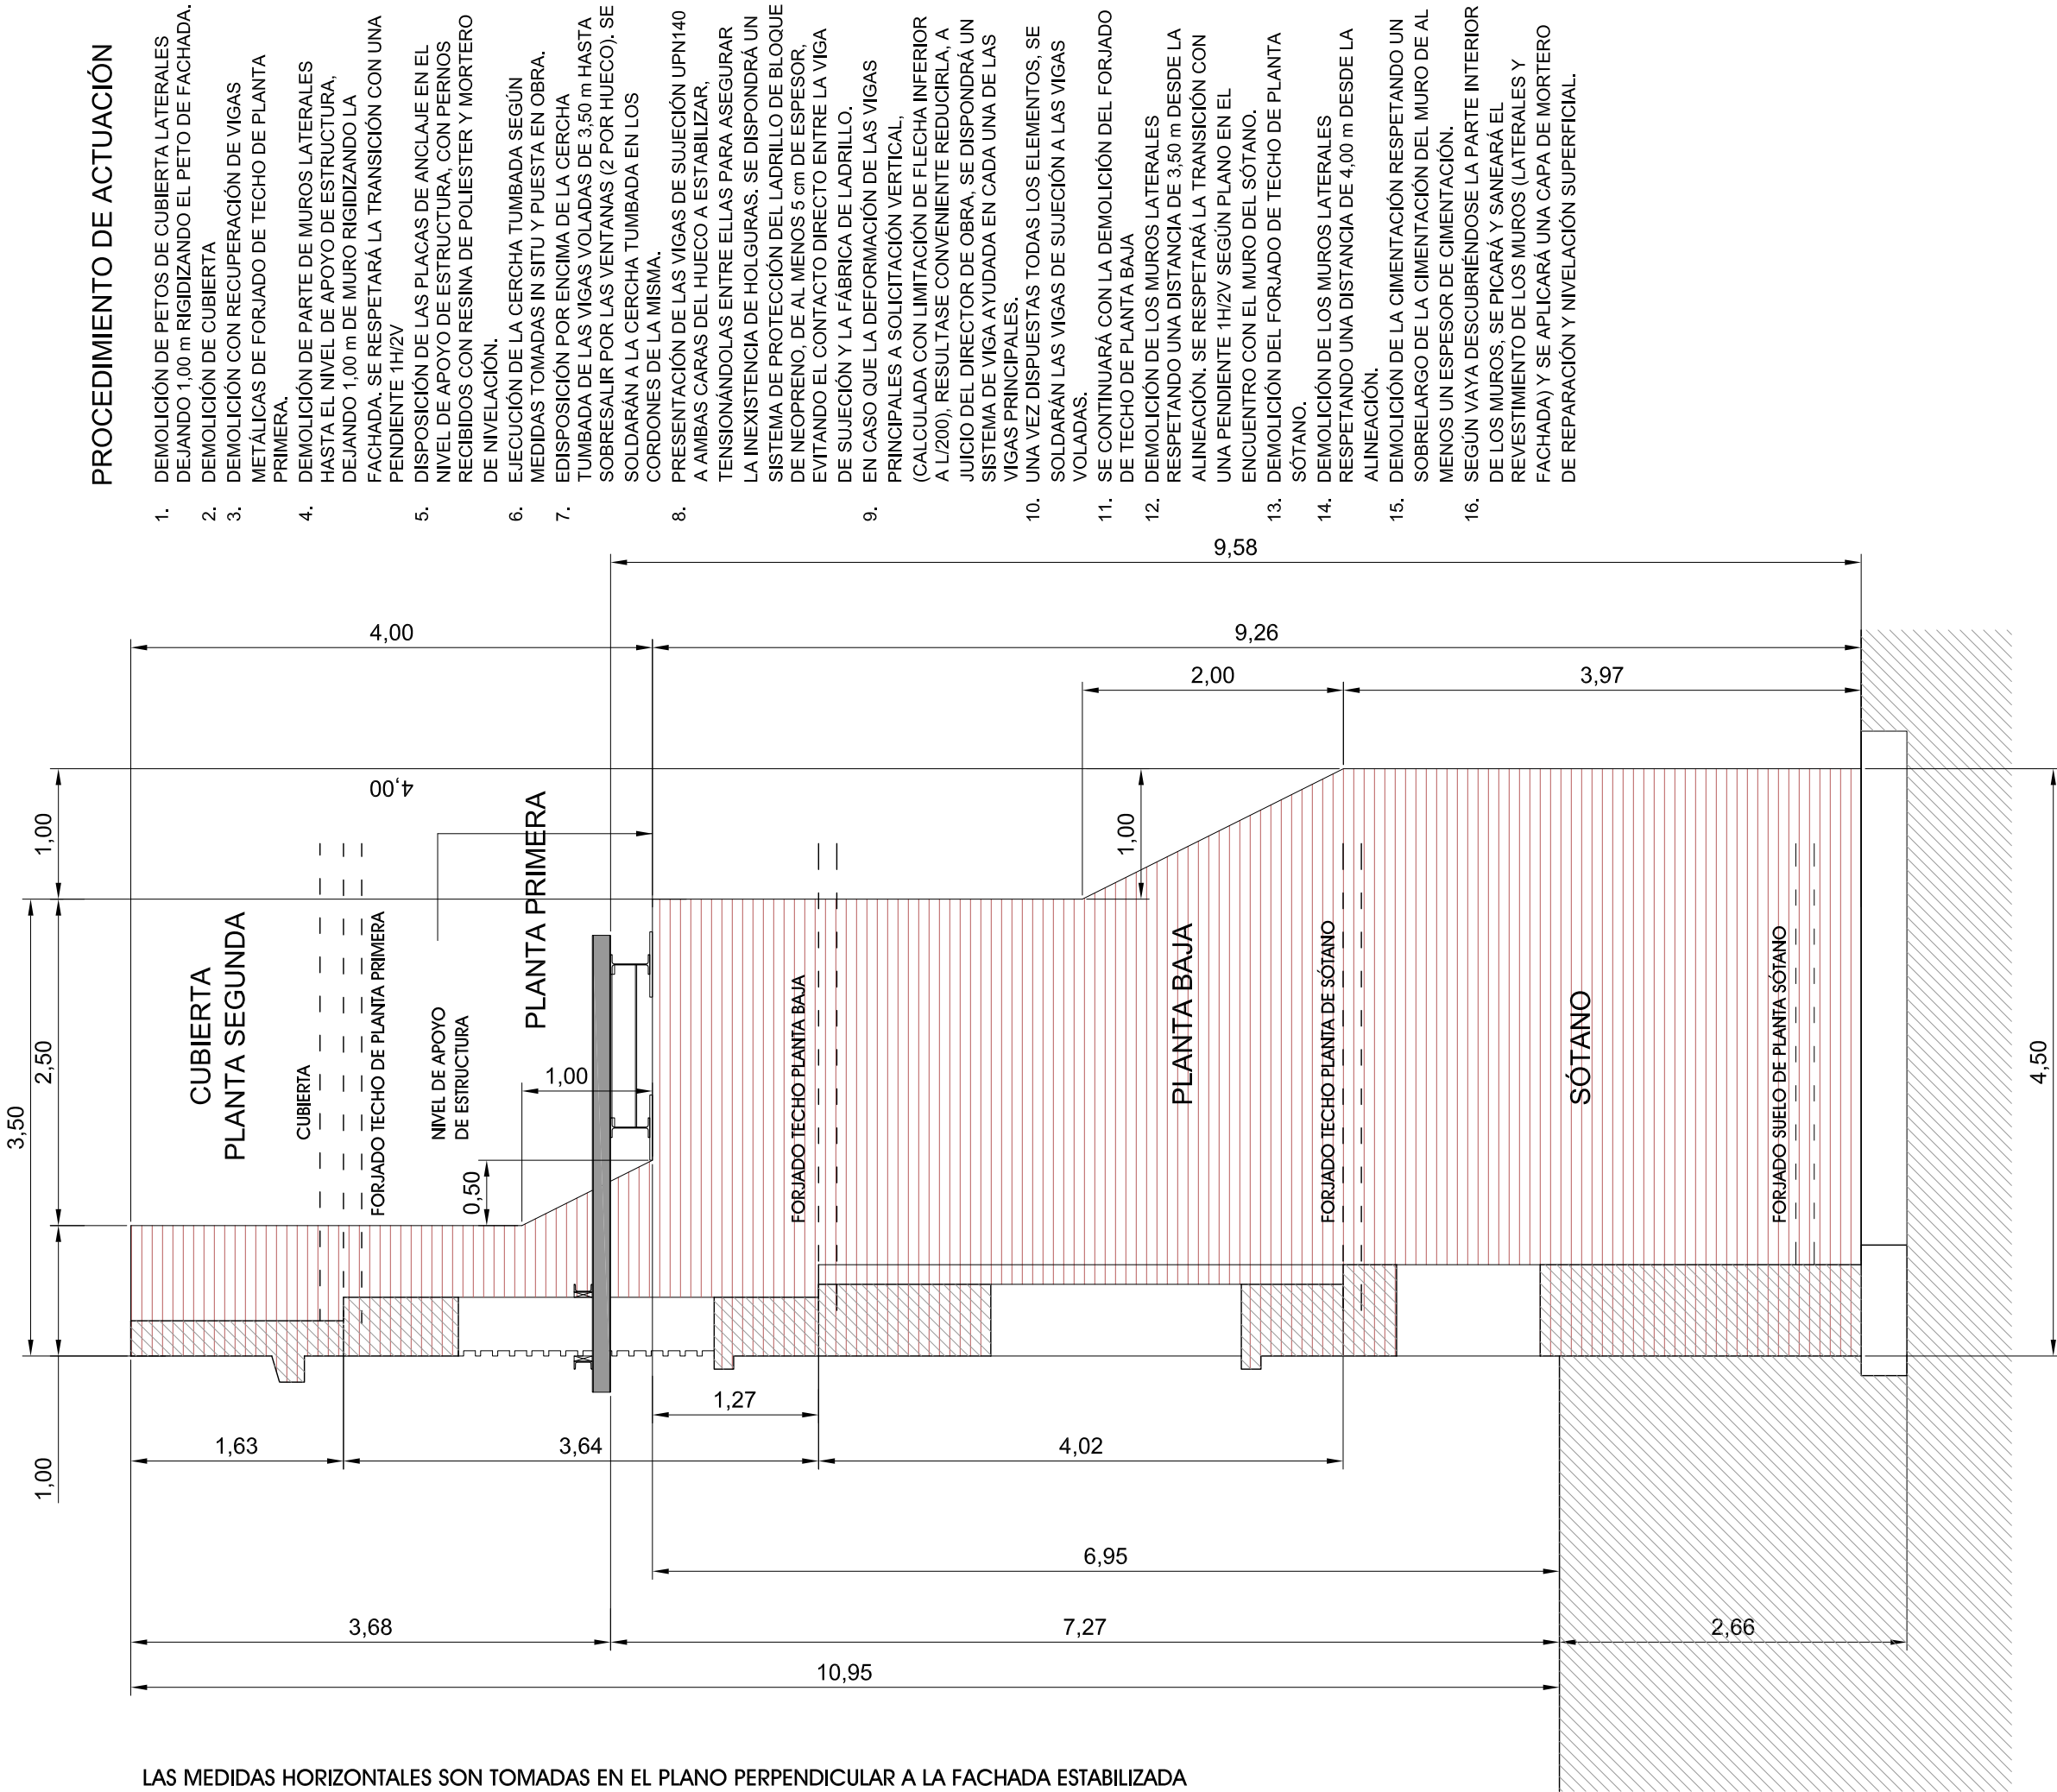 PROCEDIMIENTO DE ACTUACIÓN
1. DEMOLICIÓN DE PETOS DE CUBIERTA LATERALES
DEJANDO 1,00 m RIGIDIZANDO EL PETO DE FACHADA.
2. DEMOLICIÓN DE CUBIERTA
3. DEMOLICIÓN CON RECUPERACIÓN DE VIGAS
METÁLICAS DE FORJADO DE TECHO DE PLANTA
PRIMERA.
4. DEMOLICIÓN DE PARTE DE MUROS LATERALES
HASTA EL NIVEL DE APOYO DE ESTRUCTURA,
DEJANDO 1,00 m DE MURO RIGIDIZANDO LA
FACHADA. SE RESPETARÁ LA TRANSICIÓN CON UNA
PENDIENTE 1H/2V
5. DISPOSICIÓN DE LAS PLACAS DE ANCLAJE EN EL
NIVEL DE APOYO DE ESTRUCTURA, CON PERNOS
RECIBIDOS CON RESINA DE POLIESTER Y MORTERO
DE NIVELACIÓN.
6. EJECUCIÓN DE LA CERCHA TUMBADA SEGÚN
MEDIDAS TOMADAS IN SITU Y PUESTA EN OBRA.
7. EDISPOSICIÓN POR ENCIMA DE LA CERCHA
TUMBADA DE LAS VIGAS VOLADAS DE 3,50 m HASTA
SOBRESALIR POR LAS VENTANAS (2 POR HUECO). SE
SOLDARÁN A LA CERCHA TUMBADA EN LOS
CORDONES DE LA MISMA.
8. PRESENTACIÓN DE LAS VIGAS DE SUJECIÓN UPN140
A AMBAS CARAS DEL HUECO A ESTABILIZAR,
TENSIONÁNDOLAS ENTRE ELLAS PARA ASEGURAR
LA INEXISTENCIA DE HOLGURAS. SE DISPONDRÁ UN
SISTEMA DE PROTECCIÓN DEL LADRILLO DE BLOQUE
DE NEOPRENO, DE AL MENOS 5 cm DE ESPESOR,
EVITANDO EL CONTACTO DIRECTO ENTRE LA VIGA
DE SUJECIÓN Y LA FÁBRICA DE LADRILLO.
9. EN CASO QUE LA DEFORMACIÓN DE LAS VIGAS
PRINCIPALES A SOLICITACIÓN VERTICAL,
(CALCULADA CON LIMITACIÓN DE FLECHA INFERIOR
A L/200), RESULTASE CONVENIENTE REDUCIRLA, A
JUICIO DEL DIRECTOR DE OBRA, SE DISPONDRÁ UN
SISTEMA DE VIGA AYUDADA EN CADA UNA DE LAS
VIGAS PRINCIPALES.
10. UNA VEZ DISPUESTAS TODAS LOS ELEMENTOS, SE
SOLDARÁN LAS VIGAS DE SUJECIÓN A LAS VIGAS
VOLADAS.
11. SE CONTINUARÁ CON LA DEMOLICIÓN DEL FORJADO
DE TECHO DE PLANTA BAJA
12. DEMOLICIÓN DE LOS MUROS LATERALES
RESPETANDO UNA DISTANCIA DE 3,50 m DESDE LA
ALINEACIÓN. SE RESPETARÁ LA TRANSICIÓN CON
UNA PENDIENTE 1H/2V SEGÚN PLANO EN EL
ENCUENTRO CON EL MURO DEL SÓTANO.
13. DEMOLICIÓN DEL FORJADO DE TECHO DE PLANTA
SÓTANO.
14. DEMOLICIÓN DE LOS MUROS LATERALES
RESPETANDO UNA DISTANCIA DE 4,00 m DESDE LA
ALINEACIÓN.
15. DEMOLICIÓN DE LA CIMENTACIÓN RESPETANDO UN
SOBRELARGO DE LA CIMENTACIÓN DEL MURO DE AL
MENOS UN ESPESOR DE CIMENTACIÓN.
16. SEGÚN VAYA DESCUBRIÉNDOSE LA PARTE INTERIOR
DE LOS MUROS, SE PICARÁ Y SANEARÁ EL
REVESTIMIENTO DE LOS MUROS (LATERALES Y
FACHADA) Y SE APLICARÁ UNA CAPA DE MORTERO
DE REPARACIÓN Y NIVELACIÓN SUPERFICIAL.
9,58
4,00
9,26
2,00
3,97
1,00
4,00
1,00
3,50
2,50
CUBIERTA
PLANTA SEGUNDA
CUBIERTA
FORJADO TECHO DE PLANTA PRIMERA
NIVEL DE APOYO
DE ESTRUCTURA
PLANTA PRIMERA
1,00
0,50
FORJADO TECHO PLANTA BAJA
PLANTA BAJA
FORJADO TECHO PLANTA DE SÓTANO
SÓTANO
FORJADO SUELO DE PLANTA SÓTANO
4,50
1,00
1,27
1,63
3,64
4,02
6,95
3,68
7,27
2,66
10,95
LAS MEDIDAS HORIZONTALES SON TOMADAS EN EL PLANO PERPENDICULAR A LA FACHADA ESTABILIZADA